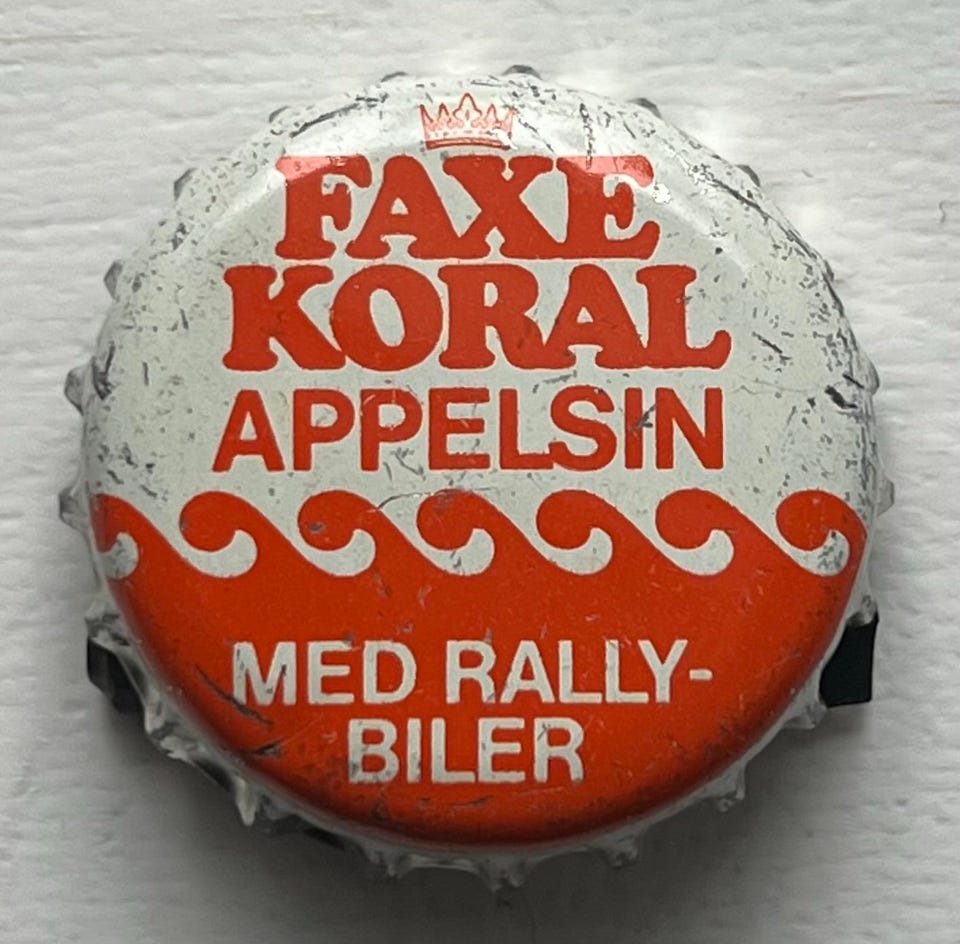 FAXE
KORAL
APPELSIN
MED RALLY-
BILER